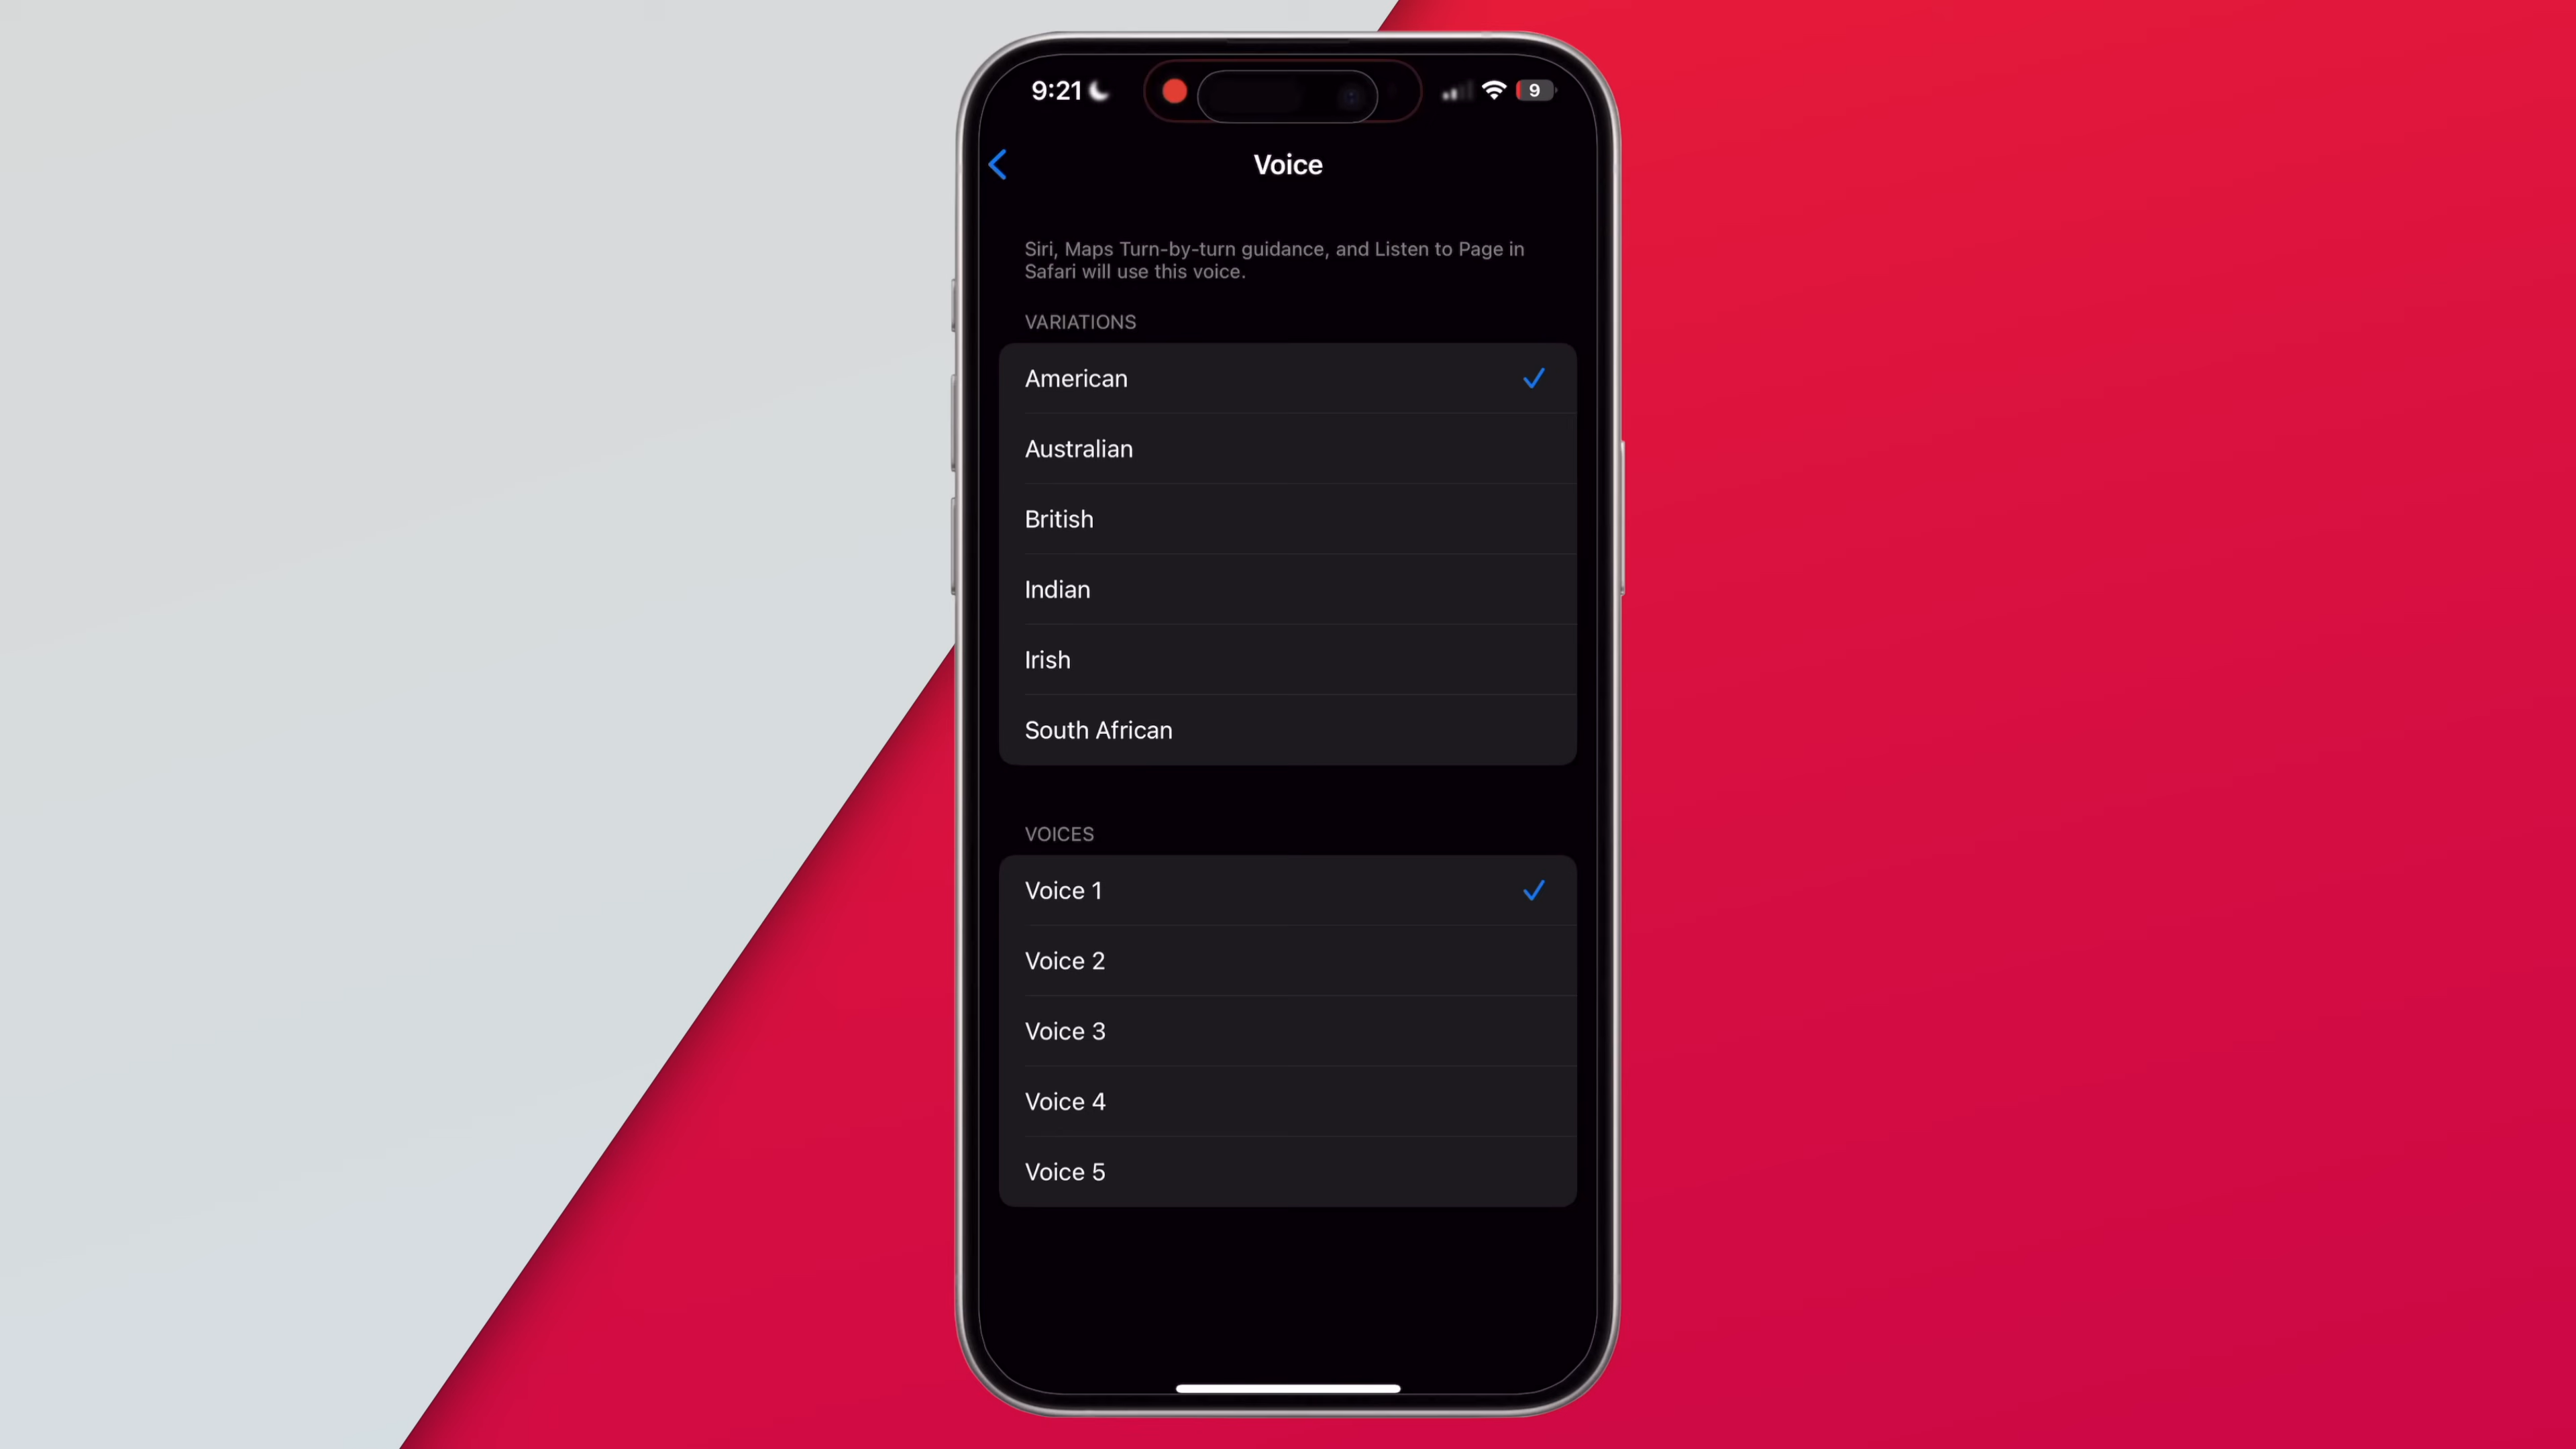 9:21
9
Voice
Siri, Maps Turn-by-turn guidance, and Listen to Page in
Safari will use this voice.
VARIATIONS
American
Australian
British
Indian
Irish
South African
VOICES
Voice 1
Voice 2
Voice 3
Voice 4
Voice 5